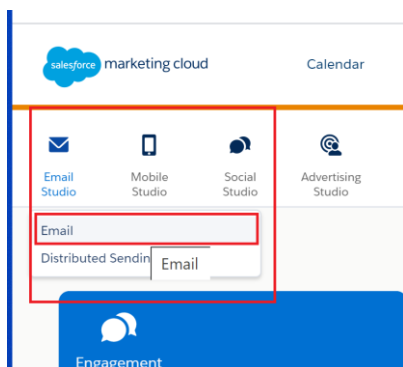 salesforce marketing cloud Calendar
Email Studio
Mobile Studio
Social Studio
Advertising Studio
Email
Distributed Sendin
Email
Engagement